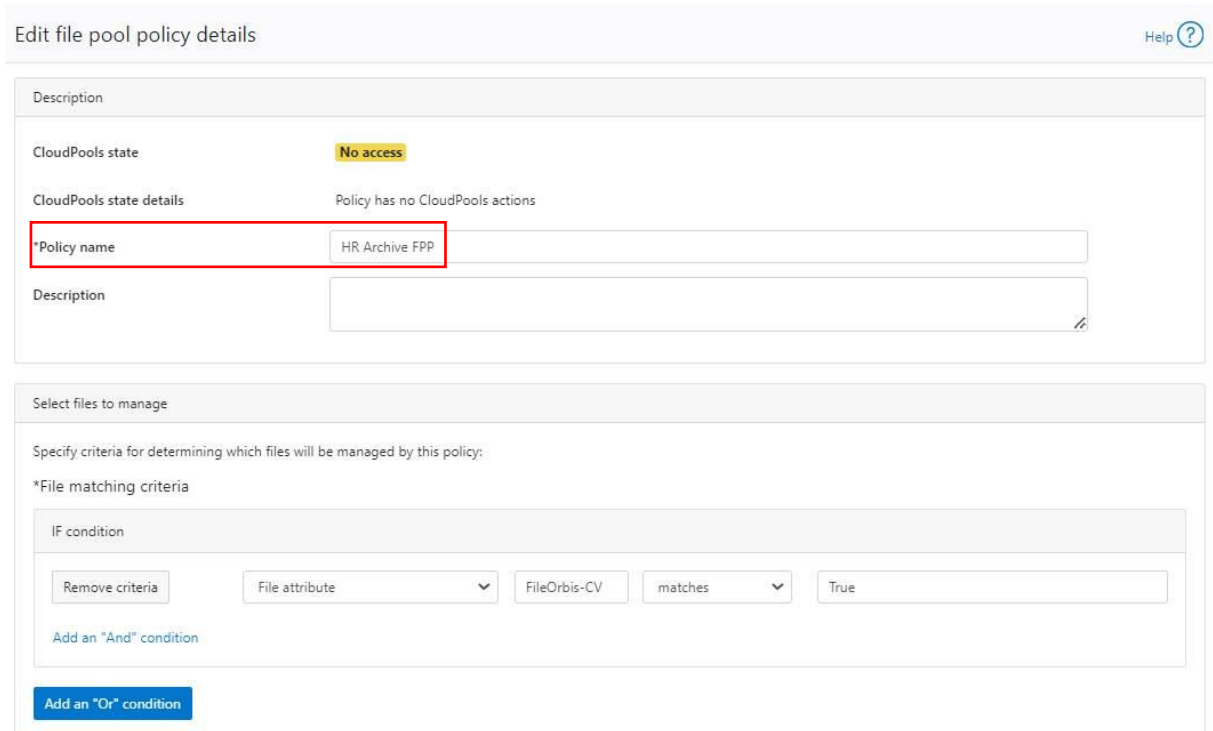 Edit file pool policy details
Help ?
Description
CloudPools state No access
CloudPools state details Policy has no CloudPools actions
*Policy name HR Archive FPP
Description
Select files to manage
Specify criteria for determining which files will be managed by this policy:
*File matching criteria
IF condition
Remove criteria File attribute FileOrbis-CV matches True
Add an "And" condition
Add an "Or" condition